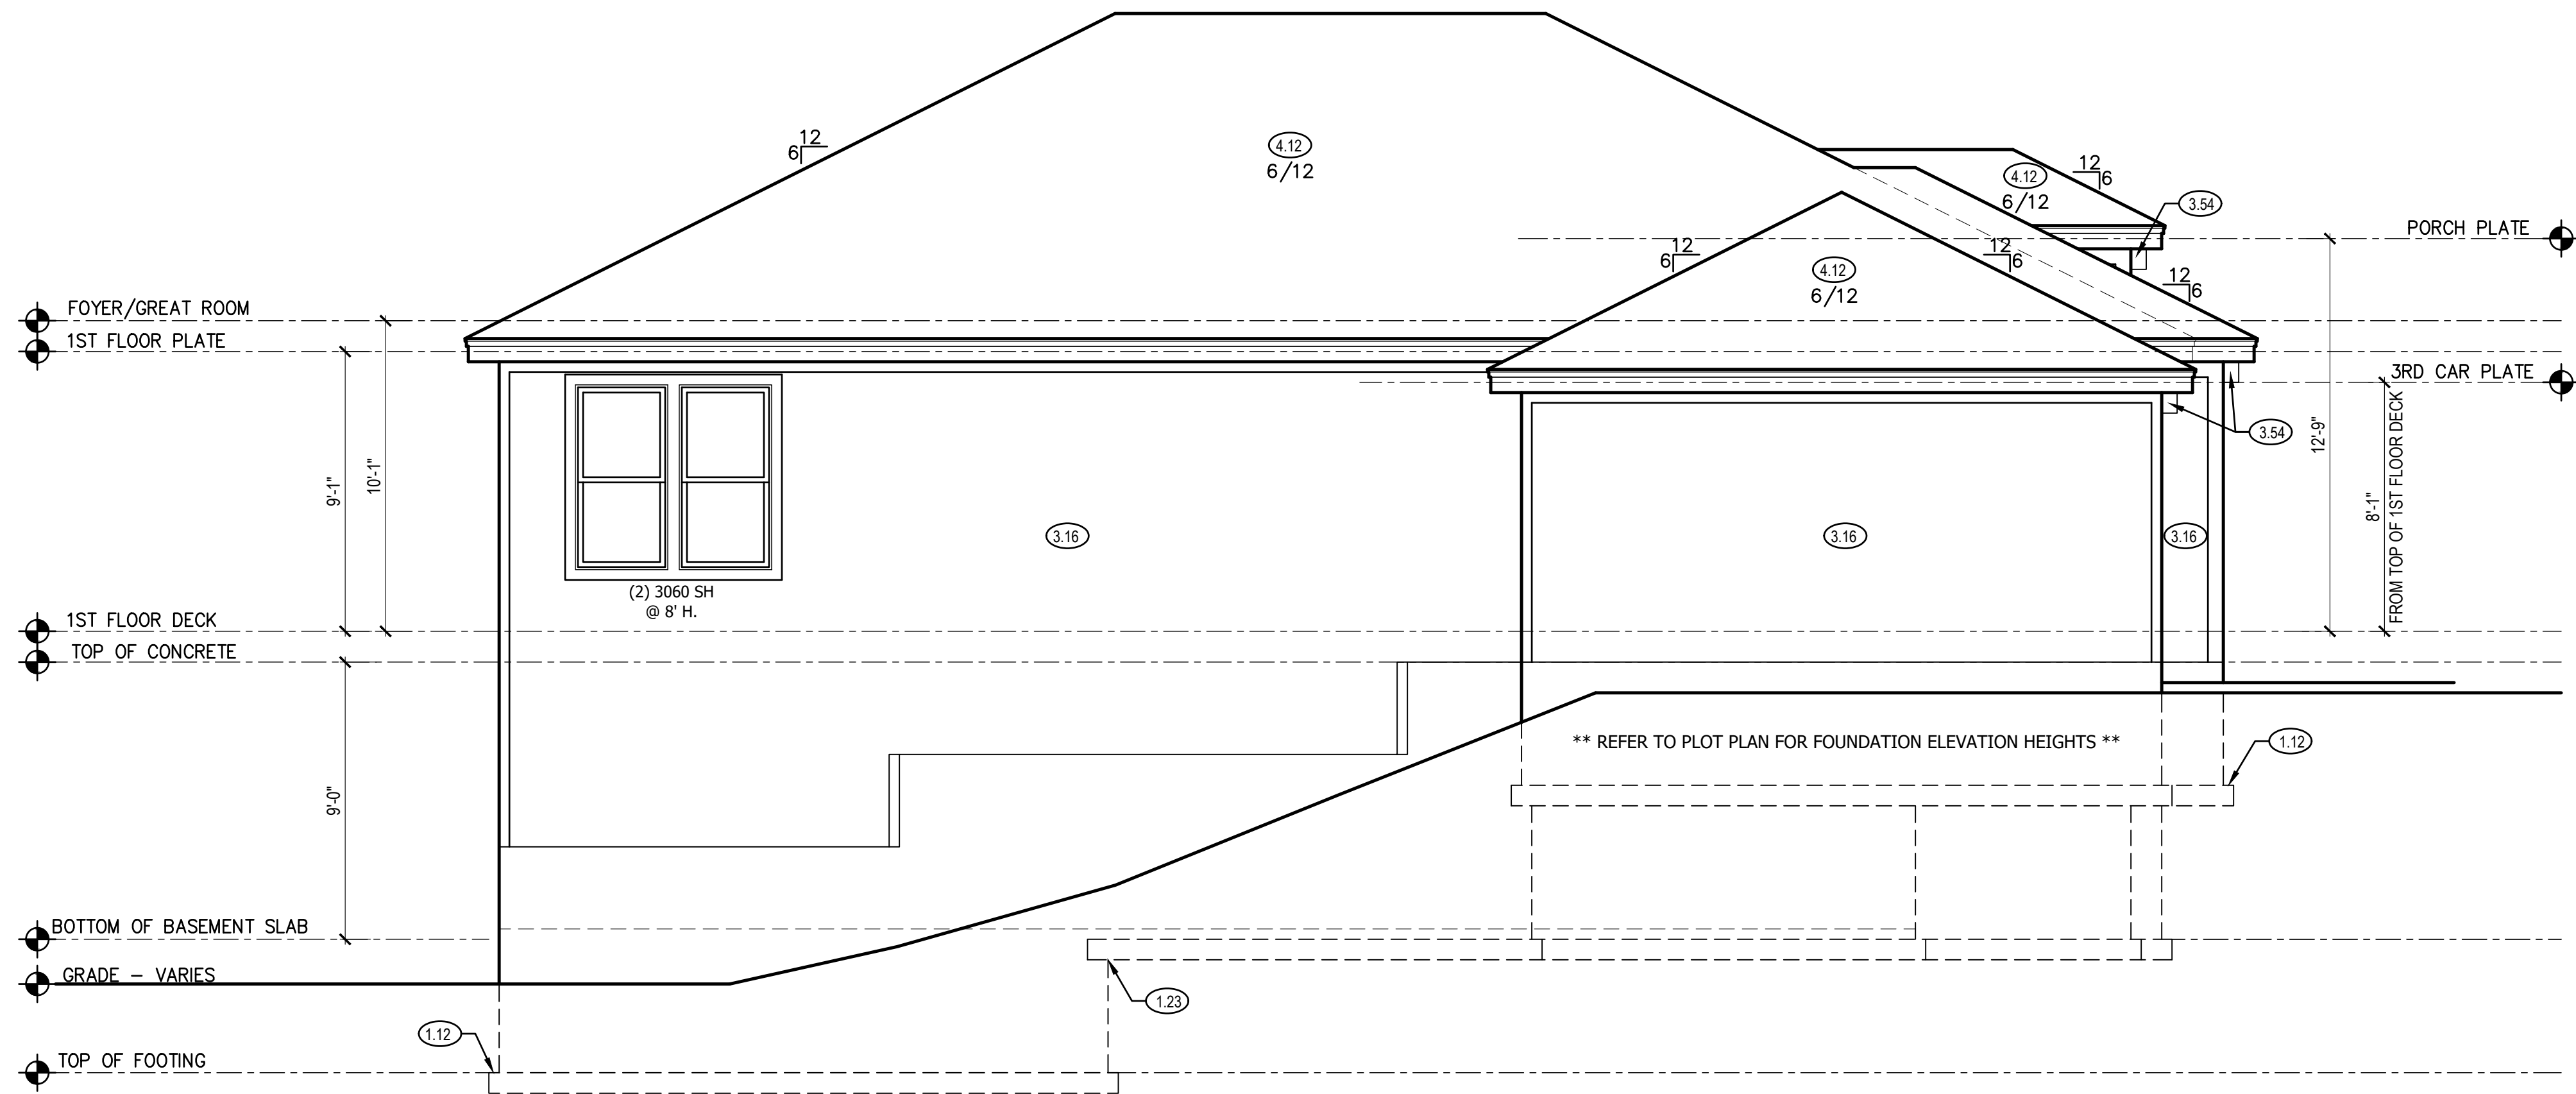 12
6
4.12
6/12
12
6
4.12
6/12
3.54
PORCH PLATE
12
6
12
6
4.12
6/12
12
6
FOYER/GREAT ROOM
1ST FLOOR PLATE
3RD CAR PLATE
3.54
9'-1"
10'-1"
12'-9"
8'-1"
FROM TOP OF 1ST FLOOR DECK
3.16
3.16
3.16
(2) 3060 SH
@ 8' H.
1ST FLOOR DECK
TOP OF CONCRETE
** REFER TO PLOT PLAN FOR FOUNDATION ELEVATION HEIGHTS **
1.12
9'-0"
BOTTOM OF BASEMENT SLAB
GRADE – VARIES
1.23
1.12
TOP OF FOOTING